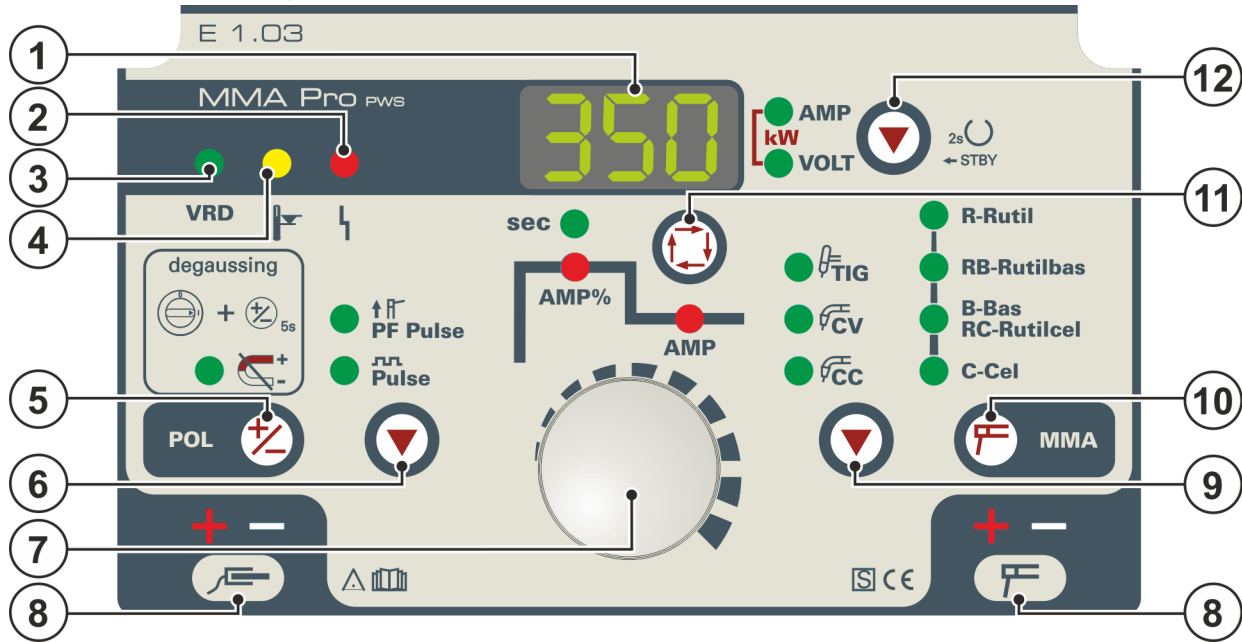 E 1.03
1
12
MMA Pro PWS
350
AMP
kW
VOLT
2s
← STBY
2
3
VRD
4
sec
11
R-Rutil
degaussing
0
I
+
+/-
5s
PF Pulse
AMP%
TIG
RB-Rutilbas
CV
B-Bas
RC-Rutilcel
AMP
+
-
Pulse
CC
C-Cel
5
POL
+/-
10
MMA
6
9
+ −
+ −
7
S CE
8
8